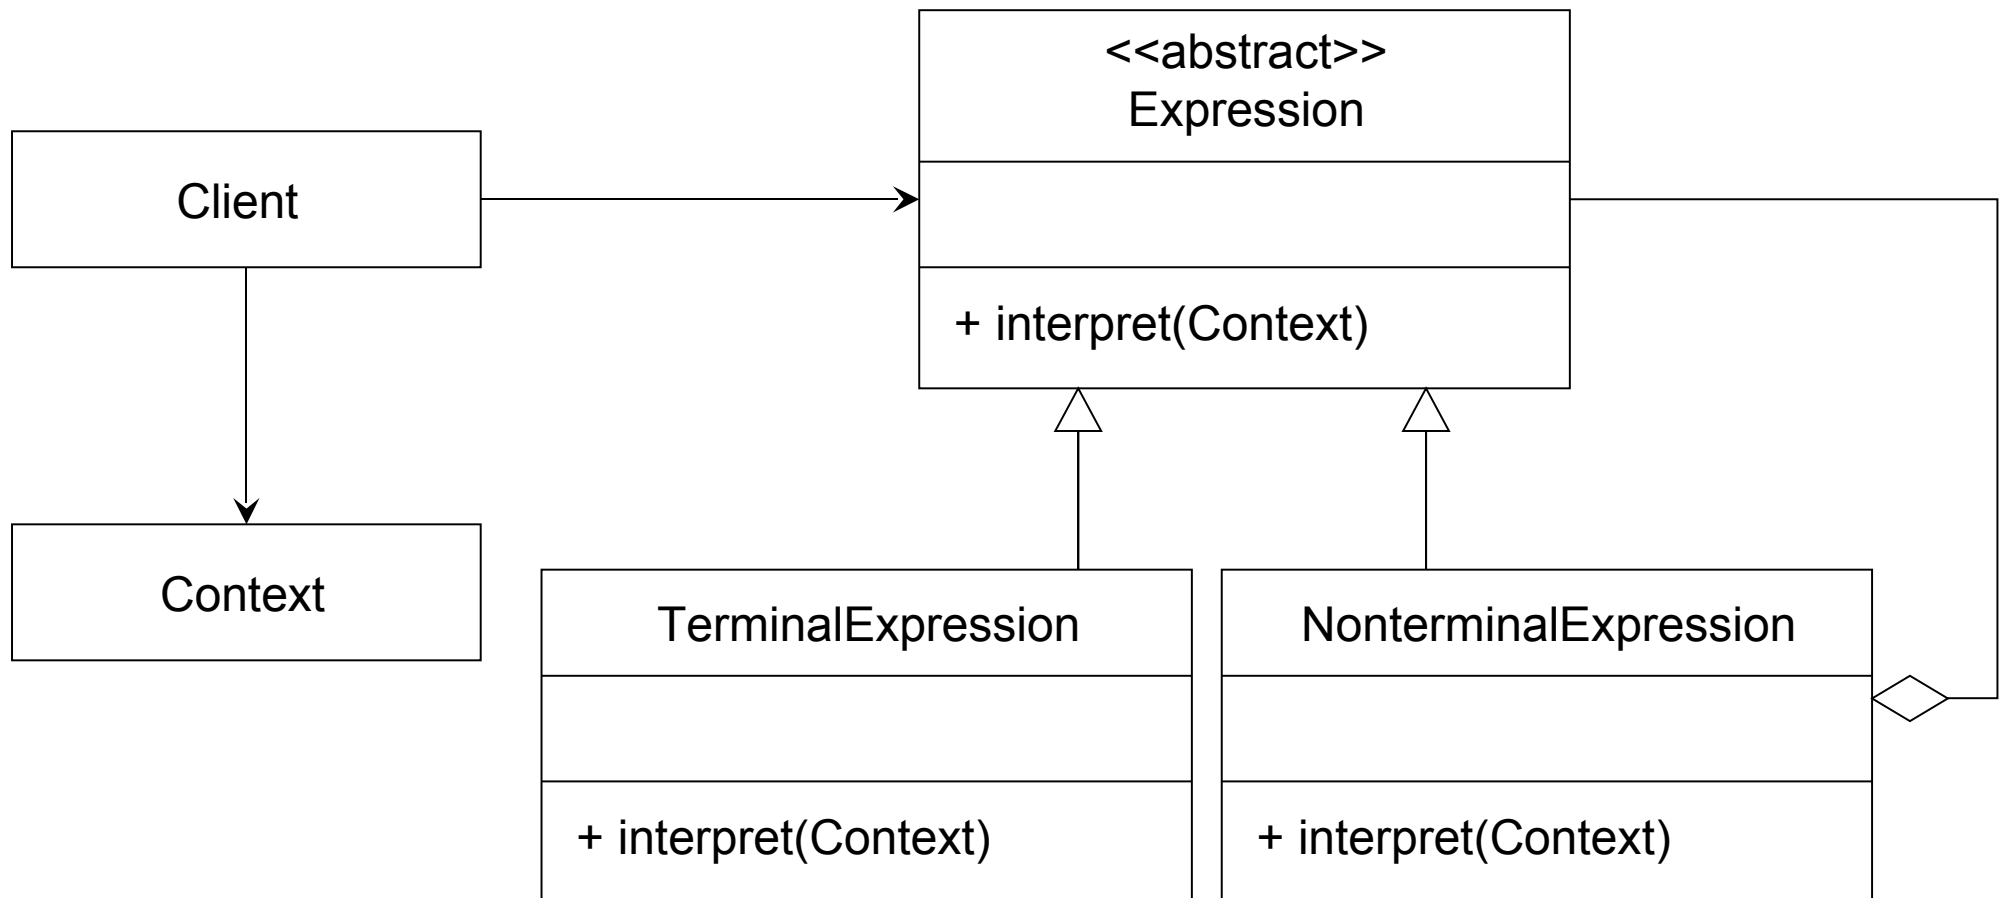 <<abstract>>
Expression
Client
+ interpret(Context)
Context
TerminalExpression
NonterminalExpression
+ interpret(Context)
+ interpret(Context)